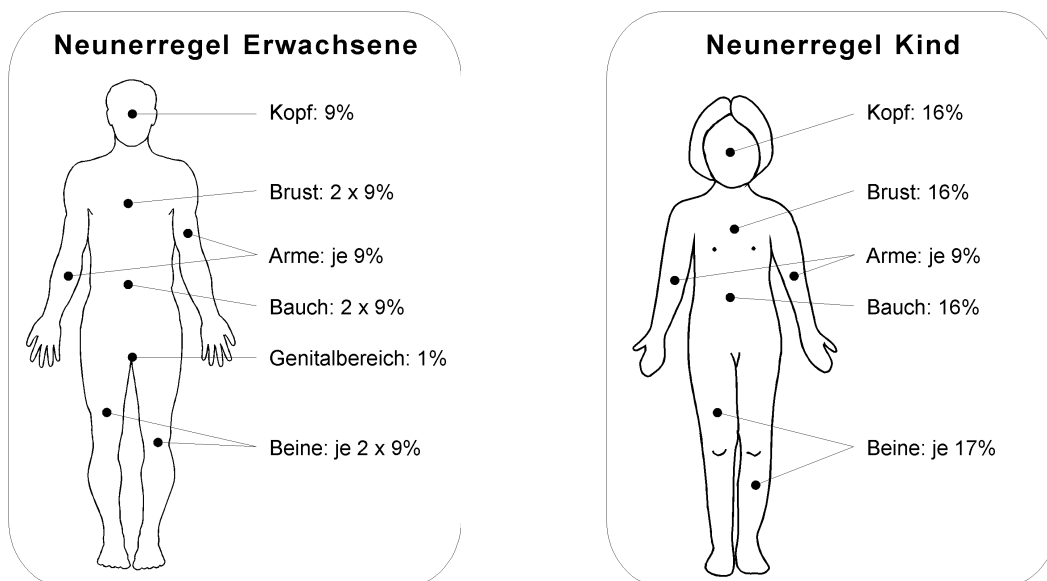 Neunerregel Erwachsene
Kopf: 9%
Brust: 2 x 9%
Arme: je 9%
Bauch: 2 x 9%
Genitalbereich: 1%
Beine: je 2 x 9%
Neunerregel Kind
Kopf: 16%
Brust: 16%
Arme: je 9%
Bauch: 16%
Beine: je 17%